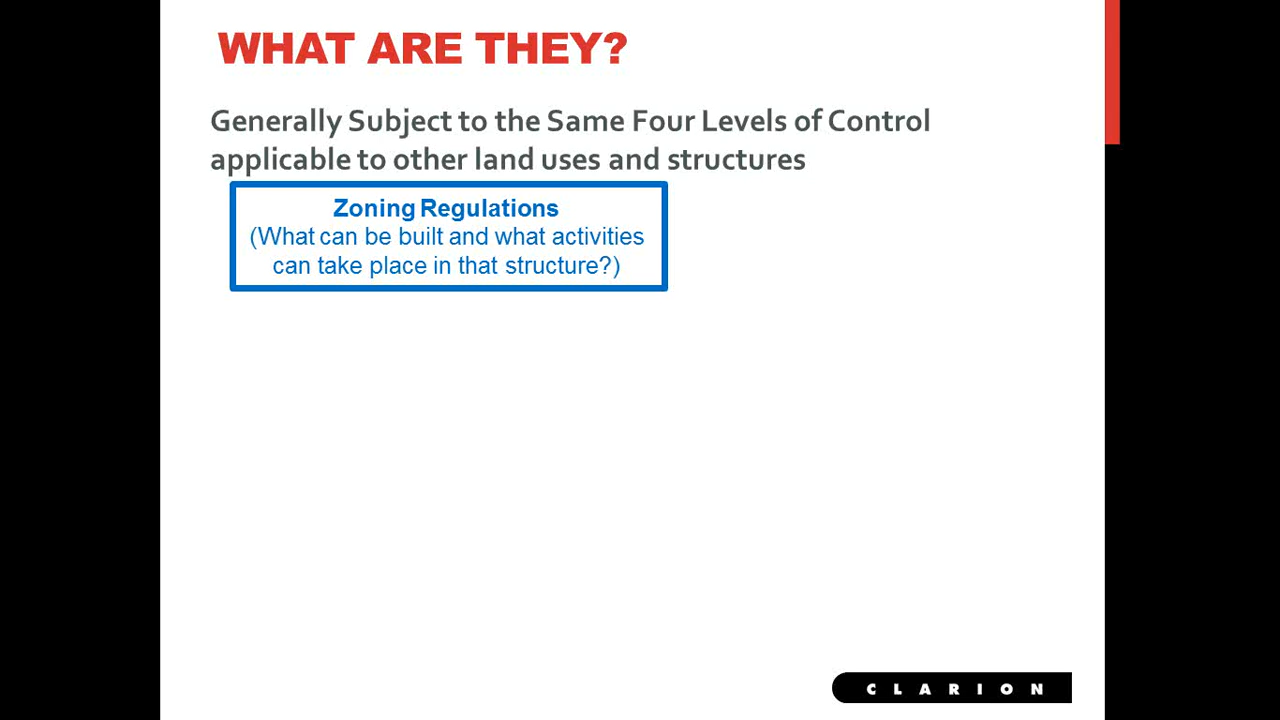 WHAT ARE THEY?
Generally Subject to the Same Four Levels of Control
applicable to other land uses and structures
Zoning Regulations
(What can be built and what activities
can take place in that structure?)
CLARION